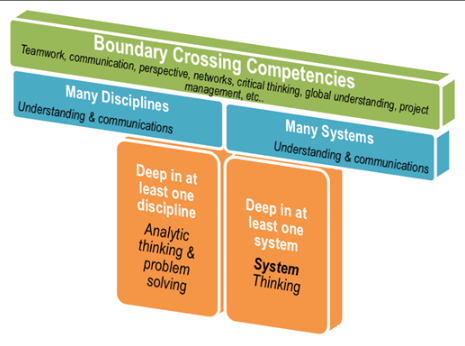 Boundary Crossing Competencies
Teamwork, communication, perspective, networks, critical thinking, global understanding, project
management, etc..
Many Disciplines
Understanding & communications
Many Systems
Understanding & communications
Deep in at
least one
discipline
Analytic
thinking &
problem
solving
Deep in at
least one
system
System
Thinking